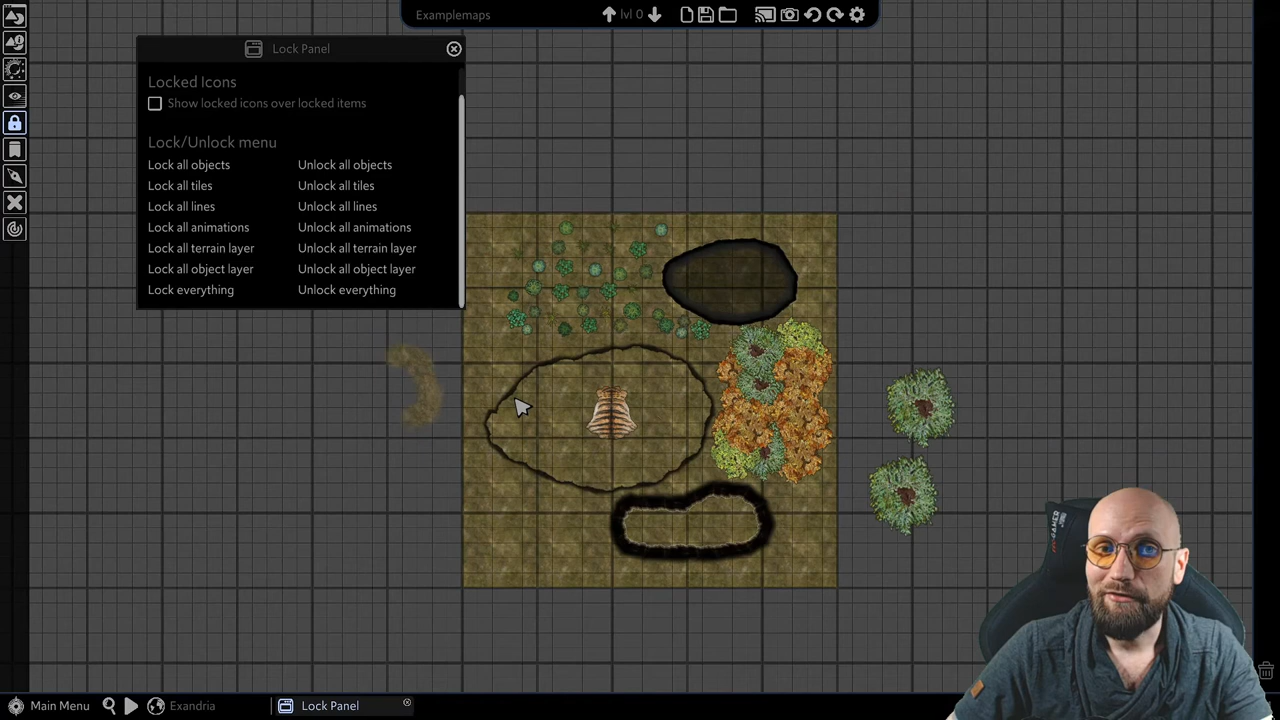 Examplemaps
lvl 0
Lock Panel
Locked Icons
Show locked icons over locked items
Lock/Unlock menu
Lock all objects Unlock all objects
Lock all tiles Unlock all tiles
Lock all lines Unlock all lines
Lock all animations Unlock all animations
Lock all terrain layer Unlock all terrain layer
Lock all object layer Unlock all object layer
Lock everything Unlock everything
Main Menu
Exandria
Lock Panel